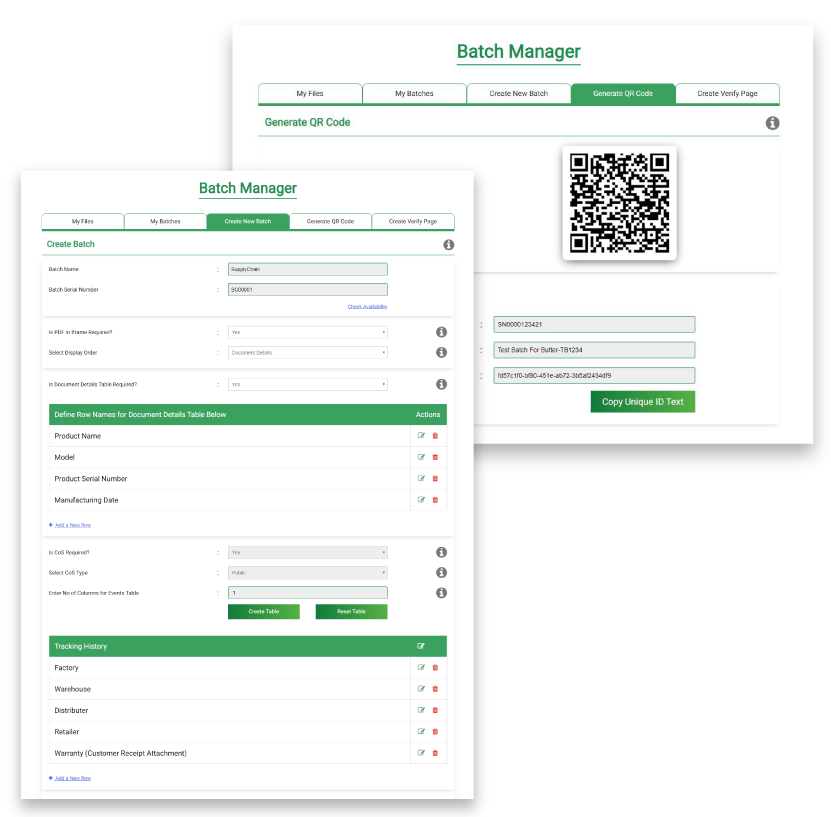 Batch Manager
My Files My Batches Create New Batch Generate QR Code Create Verify Page
Generate QR Code
: SN0000123421
: Test Batch For Butler-TB1234
: fd57c1f0-bf80-451e-ab72-3b5af2434df9
Copy Unique ID Text
Batch Manager
My Files My Batches Create New Batch Generate QR Code Create Verify Page
Create Batch
Batch Name : SupplyChain
Batch Serial Number : SC00001
Check Availability
Is PDF in Iframe Required? : Yes
Select Display Order : Document Details
Is Document Details Table Required? : Yes
Define Row Names for Document Details Table Below Actions
Product Name
Model
Product Serial Number
Manufacturing Date
+ Add a New Row
Is CoS Required? : Yes
Select CoS Type : Public
Enter No of Columns for Events Table : 1
Create Table Reset Table
Tracking History
Factory
Warehouse
Distributer
Retailer
Warranty (Customer Receipt Attachment)
+ Add a New Row